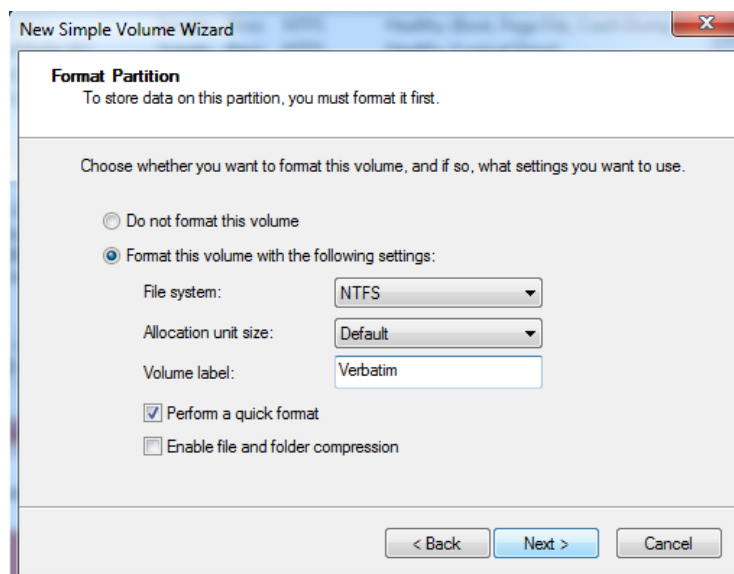 New Simple Volume Wizard
Format Partition
To store data on this partition, you must format it first.
Choose whether you want to format this volume, and if so, what settings you want to use.
Do not format this volume
Format this volume with the following settings:
File system: NTFS
Allocation unit size: Default
Volume label: Verbatim
Perform a quick format
Enable file and folder compression
< Back Next > Cancel